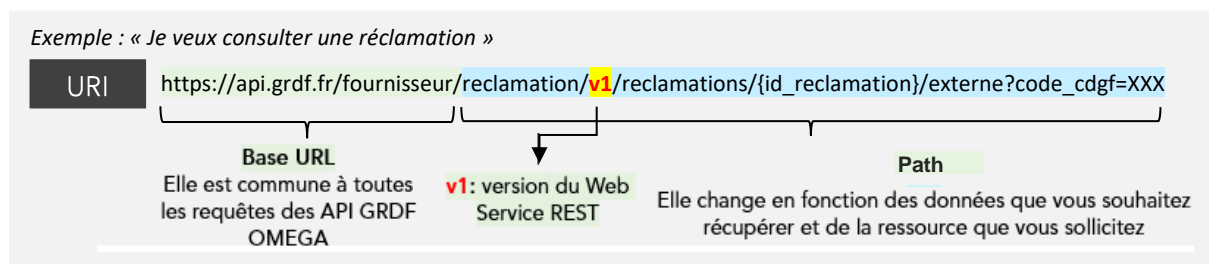 Exemple : « Je veux consulter une réclamation »
URI https://api.grdf.fr/fournisseur/reclamation/v1/reclamations/{id_reclamation}/externe?code_cdgf=XXX
Base URL
Elle est commune à toutes
les requêtes des API GRDF
OMEGA
v1: version du Web
Service REST
Path
Elle change en fonction des données que vous souhaitez
récupérer et de la ressource que vous sollicitez